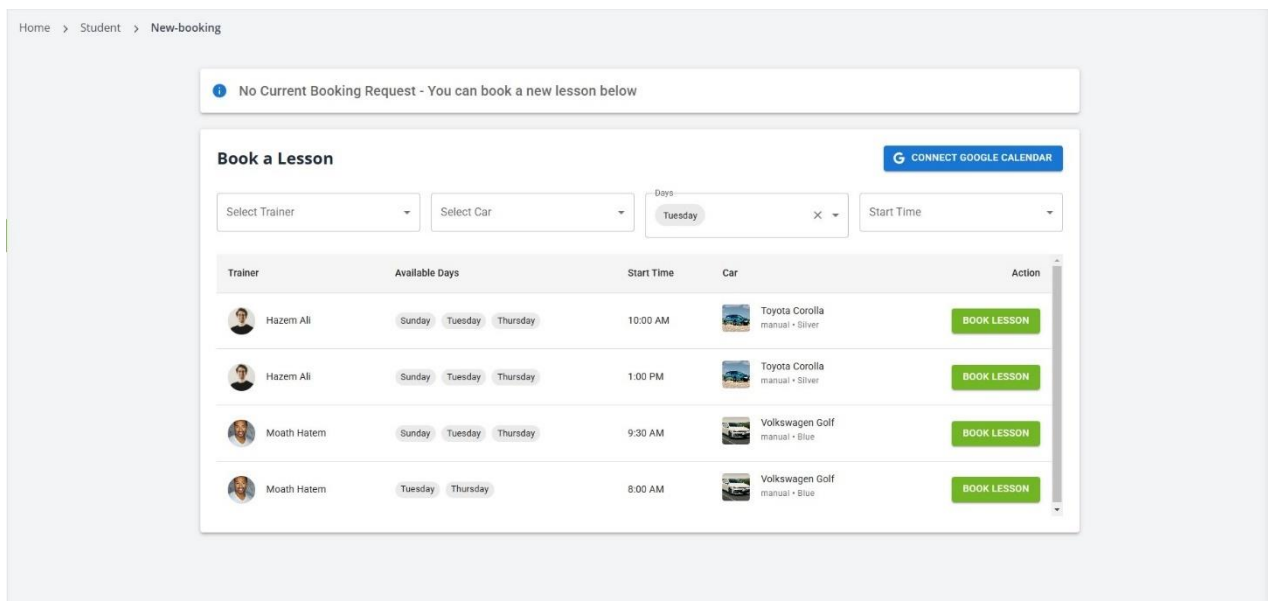 Home > Student > New-booking
No Current Booking Request - You can book a new lesson below
Book a Lesson
G CONNECT GOOGLE CALENDAR
Select Trainer
Select Car
Days
Tuesday
Start Time
Trainer Available Days Start Time Car Action
Hazem Ali Sunday Tuesday Thursday 10:00 AM Toyota Corolla BOOK LESSON
manual • Silver
Hazem Ali Sunday Tuesday Thursday 1:00 PM Toyota Corolla BOOK LESSON
manual • Silver
Moath Hatem Sunday Tuesday Thursday 9:30 AM Volkswagen Golf BOOK LESSON
manual • Blue
Moath Hatem Tuesday Thursday 8:00 AM Volkswagen Golf BOOK LESSON
manual • Blue